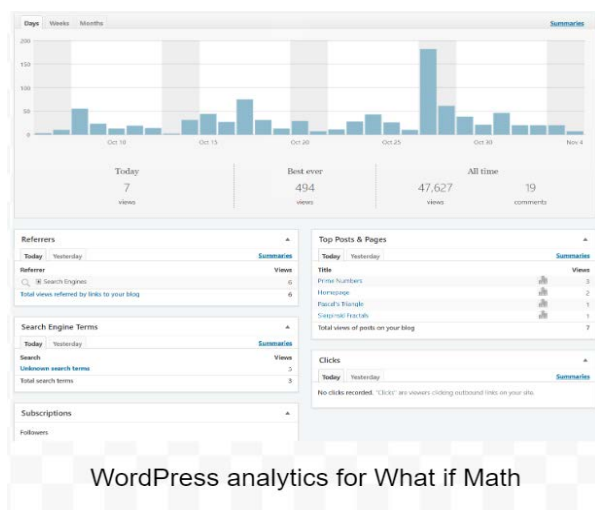 Days Weeks Months Summaries
200
150
100
50
0
Oct 10 Oct 15 Oct 20 Oct 25 Oct 30 Nov 4
Today Best ever All time
7 494 47,627 19
views views views comments
Referrers
Today Yesterday Summaries
Referrer Views
Search Engines 6
Total views referred by links to your blog 6
Search Engine Terms
Today Yesterday Summaries
Search Views
Unknown search terms 3
Total search terms 3
Subscriptions
Followers
Top Posts & Pages
Today Yesterday Summaries
Title Views
Prime Numbers 3
Homepage 2
Pascal's Triangle 1
Sierpinski Fractals 1
Total views of posts on your blog 7
Clicks
Today Yesterday Summaries
No clicks recorded. "Clicks" are viewers clicking outbound links on your site.
WordPress analytics for What if Math